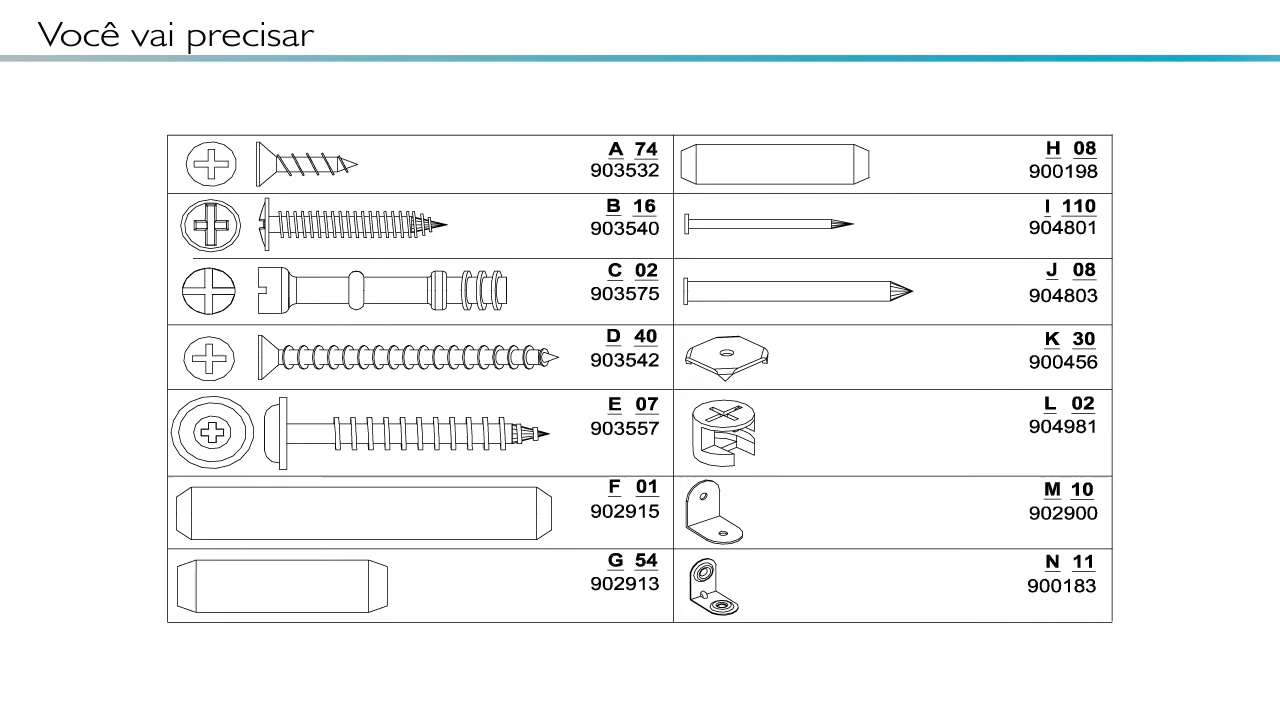 Você vai precisar
A 74
903532
B 16
903540
C 02
903575
D 40
903542
E 07
903557
F 01
902915
G 54
902913
H 08
900198
I 110
904801
J 08
904803
K 30
900456
L 02
904981
M 10
902900
N 11
900183